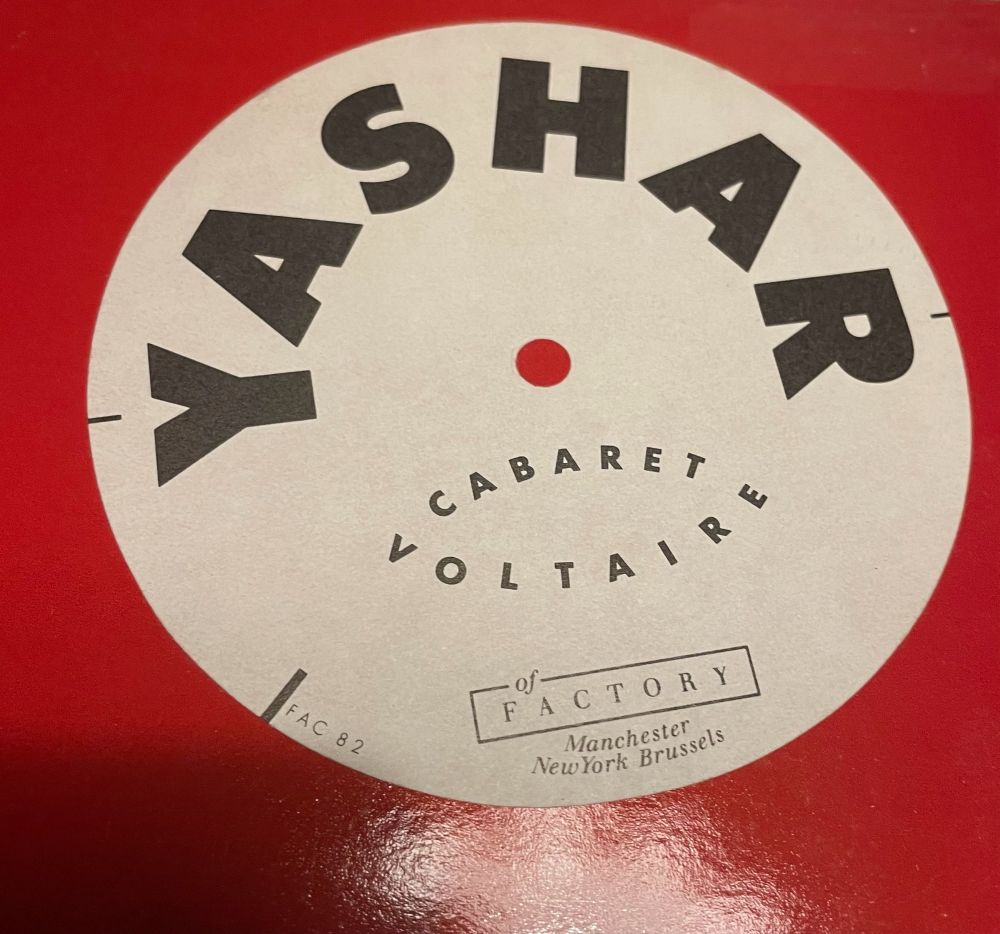 YASHAR
CABARET
VOLTAIRE
of
FACTORY
Manchester
NewYork Brussels
FAC 82